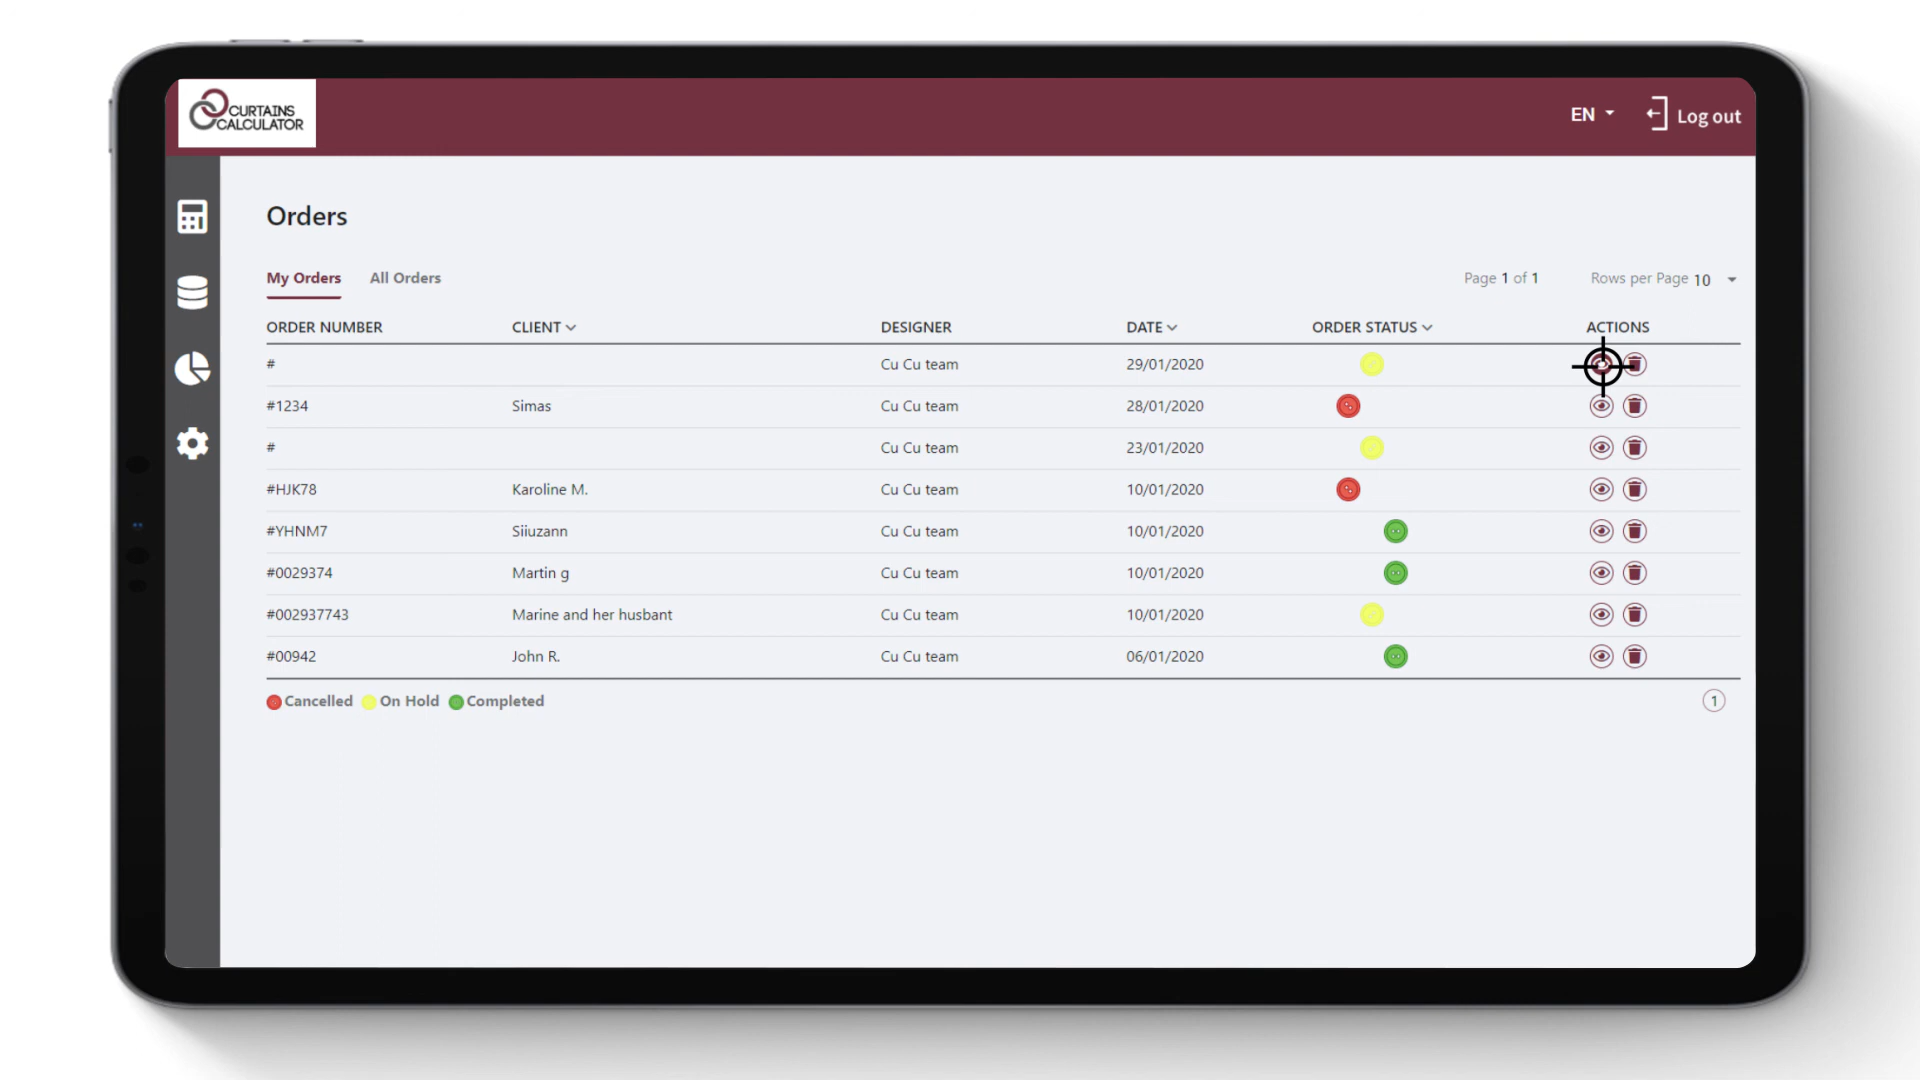 CURTAINS
CALCULATOR
EN
Log out
Orders
My Orders All Orders Page 1 of 1 Rows per Page 10
ORDER NUMBER CLIENT DESIGNER DATE ORDER STATUS ACTIONS
# Cu Cu team 29/01/2020
#1234 Simas Cu Cu team 28/01/2020
# Cu Cu team 23/01/2020
#HJK78 Karoline M. Cu Cu team 10/01/2020
#YHNM7 Siiuzann Cu Cu team 10/01/2020
#0029374 Martin g Cu Cu team 10/01/2020
#002937743 Marine and her husbant Cu Cu team 10/01/2020
#00942 John R. Cu Cu team 06/01/2020
Cancelled On Hold Completed 1